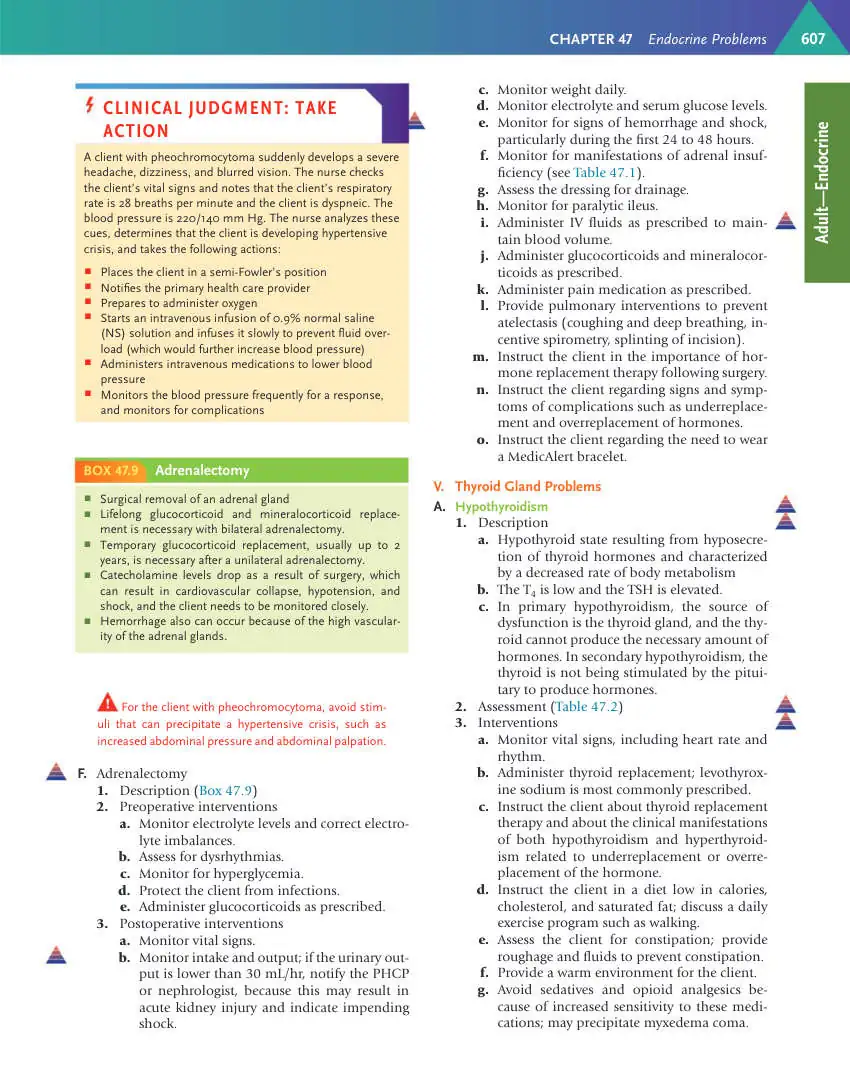 CHAPTER 47 Endocrine Problems 607
CLINICAL JUDGMENT: TAKE
ACTION
A client with pheochromocytoma suddenly develops a severe
headache, dizziness, and blurred vision. The nurse checks
the client's vital signs and notes that the client's respiratory
rate is 28 breaths per minute and the client is dyspneic. The
blood pressure is 220/140 mm Hg. The nurse analyzes these
cues, determines that the client is developing hypertensive
crisis, and takes the following actions:
■ Places the client in a semi-Fowler's position
■ Notifies the primary health care provider
■ Prepares to administer oxygen
■ Starts an intravenous infusion of 0.9% normal saline
(NS) solution and infuses it slowly to prevent fluid over-
load (which would further increase blood pressure)
■ Administers intravenous medications to lower blood
pressure
■ Monitors the blood pressure frequently for a response,
and monitors for complications
BOX 47.9 Adrenalectomy
■ Surgical removal of an adrenal gland
■ Lifelong glucocorticoid and mineralocorticoid replace-
ment is necessary with bilateral adrenalectomy.
■ Temporary glucocorticoid replacement, usually up to 2
years, is necessary after a unilateral adrenalectomy.
■ Catecholamine levels drop as a result of surgery, which
can result in cardiovascular collapse, hypotension, and
shock, and the client needs to be monitored closely.
■ Hemorrhage also can occur because of the high vascular-
ity of the adrenal glands.
For the client with pheochromocytoma, avoid stim-
uli that can precipitate a hypertensive crisis, such as
increased abdominal pressure and abdominal palpation.
F. Adrenalectomy
1. Description (Box 47.9)
2. Preoperative interventions
a. Monitor electrolyte levels and correct electro-
lyte imbalances.
b. Assess for dysrhythmias.
c. Monitor for hyperglycemia.
d. Protect the client from infections.
e. Administer glucocorticoids as prescribed.
3. Postoperative interventions
a. Monitor vital signs.
b. Monitor intake and output; if the urinary out-
put is lower than 30 mL/hr, notify the PHCP
or nephrologist, because this may result in
acute kidney injury and indicate impending
shock.
c. Monitor weight daily.
d. Monitor electrolyte and serum glucose levels.
e. Monitor for signs of hemorrhage and shock,
particularly during the first 24 to 48 hours.
f. Monitor for manifestations of adrenal insuf-
ficiency (see Table 47.1).
g. Assess the dressing for drainage.
h. Monitor for paralytic ileus.
i. Administer IV fluids as prescribed to main-
tain blood volume.
j. Administer glucocorticoids and mineralocor-
ticoids as prescribed.
k. Administer pain medication as prescribed.
l. Provide pulmonary interventions to prevent
atelectasis (coughing and deep breathing, in-
centive spirometry, splinting of incision).
m. Instruct the client in the importance of hor-
mone replacement therapy following surgery.
n. Instruct the client regarding signs and symp-
toms of complications such as underreplace-
ment and overreplacement of hormones.
o. Instruct the client regarding the need to wear
a MedicAlert bracelet.
V. Thyroid Gland Problems
A. Hypothyroidism
1. Description
a. Hypothyroid state resulting from hyposecre-
tion of thyroid hormones and characterized
by a decreased rate of body metabolism
b. The T4 is low and the TSH is elevated.
c. In primary hypothyroidism, the source of
dysfunction is the thyroid gland, and the thy-
roid cannot produce the necessary amount of
hormones. In secondary hypothyroidism, the
thyroid is not being stimulated by the pitui-
tary to produce hormones.
2. Assessment (Table 47.2)
3. Interventions
a. Monitor vital signs, including heart rate and
rhythm.
b. Administer thyroid replacement; levothyrox-
ine sodium is most commonly prescribed.
c. Instruct the client about thyroid replacement
therapy and about the clinical manifestations
of both hypothyroidism and hyperthyroid-
ism related to underreplacement or overre-
placement of the hormone.
d. Instruct the client in a diet low in calories,
cholesterol, and saturated fat; discuss a daily
exercise program such as walking.
e. Assess the client for constipation; provide
roughage and fluids to prevent constipation.
f. Provide a warm environment for the client.
g. Avoid sedatives and opioid analgesics be-
cause of increased sensitivity to these medi-
cations; may precipitate myxedema coma.
Adult—Endocrine